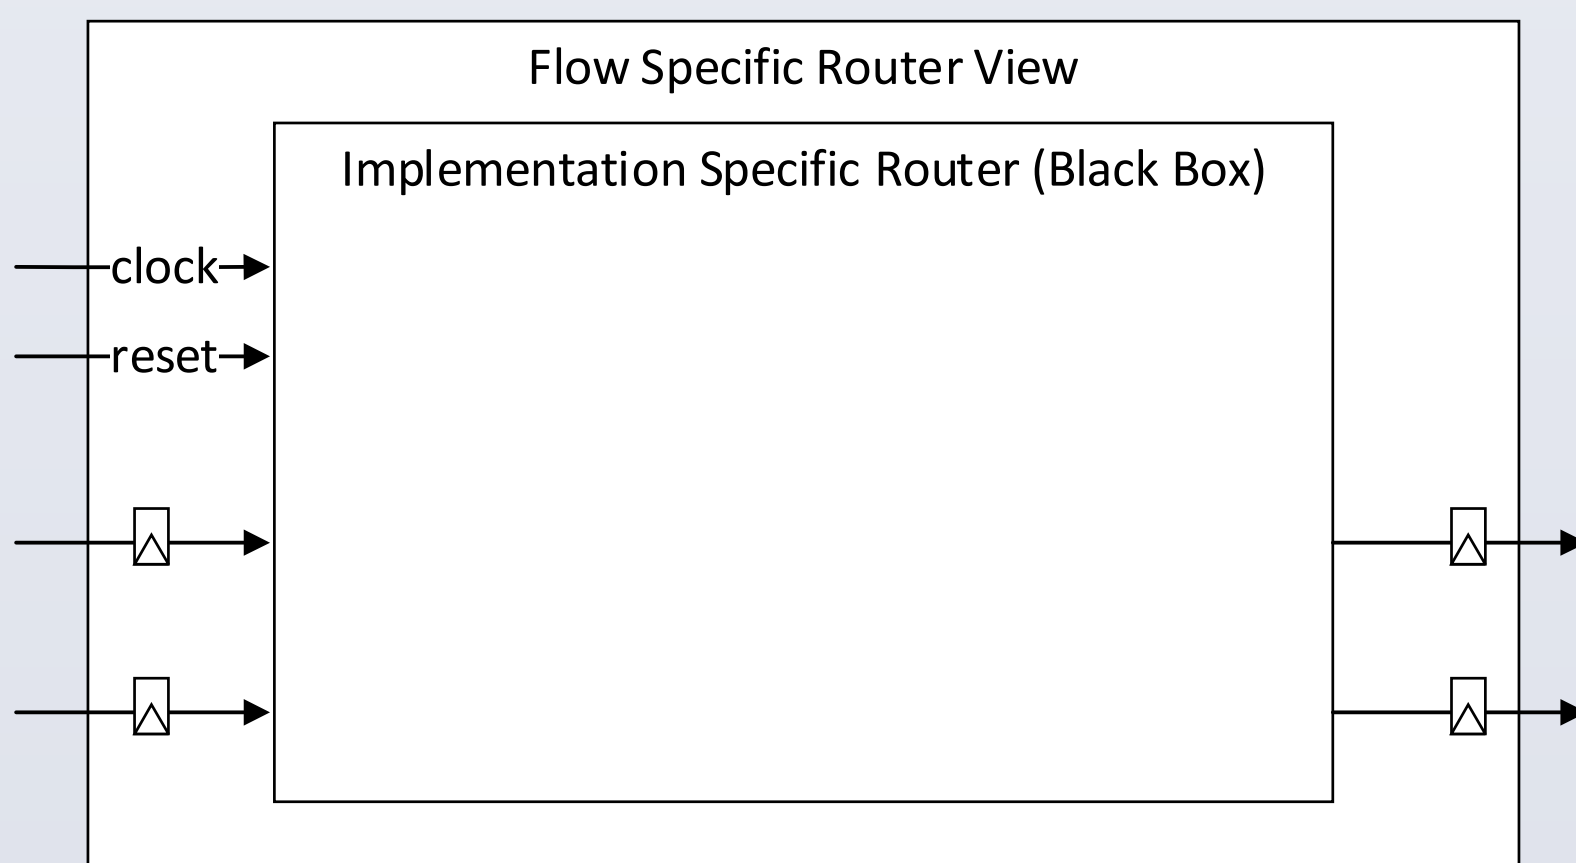 Flow Specific Router View
Implementation Specific Router (Black Box)
clock
reset